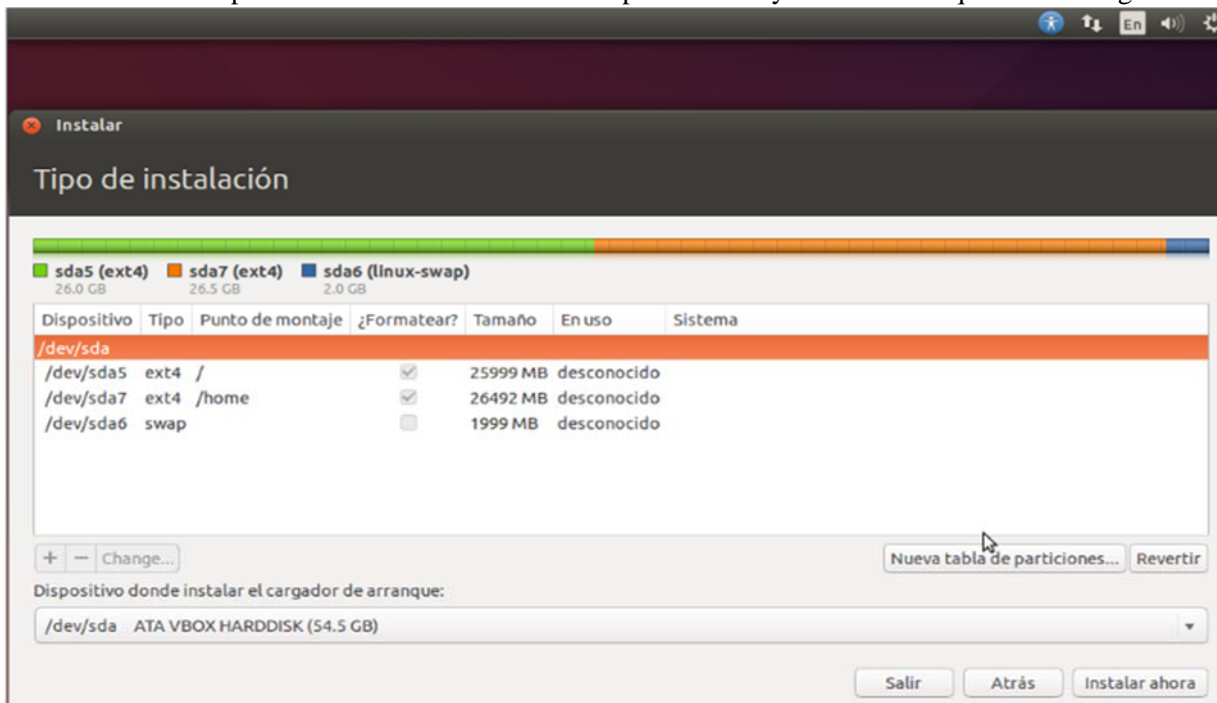 En
Instalar
Tipo de instalación
sda5 (ext4) sda7 (ext4) sda6 (linux-swap)
26.0 GB 26.5 GB 2.0 GB
Dispositivo Tipo Punto de montaje ¿Formatear? Tamaño En uso Sistema
/dev/sda
/dev/sda5 ext4 / 25999 MB desconocido
/dev/sda7 ext4 /home 26492 MB desconocido
/dev/sda6 swap 1999 MB desconocido
+ − Change... Nueva tabla de particiones... Revertir
Dispositivo donde instalar el cargador de arranque:
/dev/sda ATA VBOX HARDDISK (54.5 GB)
Salir Atrás Instalar ahora